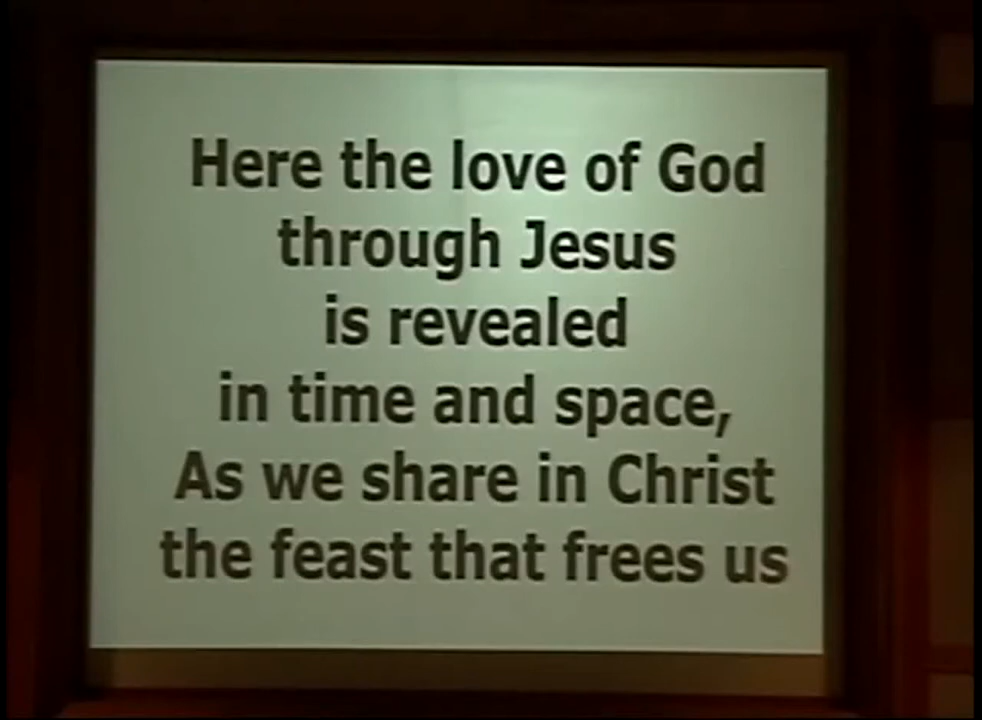 Here the love of God
through Jesus
is revealed
in time and space,
As we share in Christ
the feast that frees us